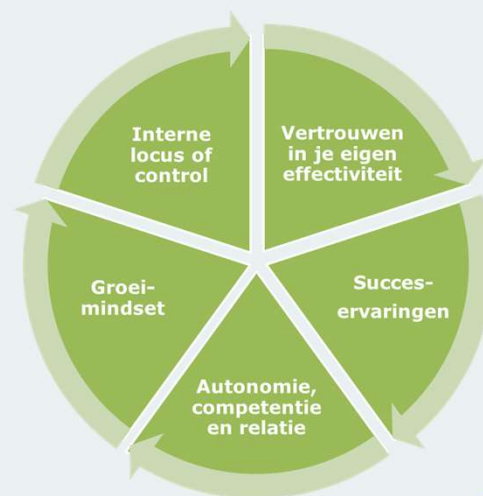 Interne
locus of
control
Vertrouwen
in je eigen
effectiviteit
Succes-
ervaringen
Autonomie,
competentie
en relatie
Groei-
mindset